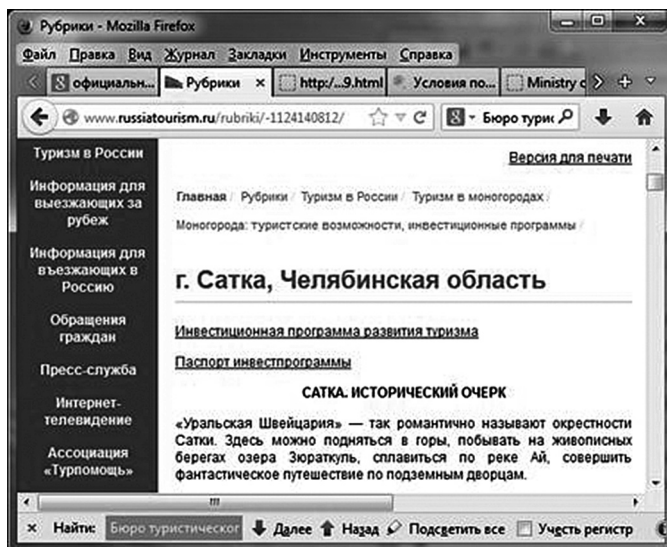 Рубрики - Mozilla Firefox
Файл Правка Вид Журнал Закладки Инструменты Справка
официальн... Рубрики × http:/...9.html Условия по... Ministry
www.russiatourism.ru/rubriki/-1124140812/ Бюро турис
Туризм в России
Информация для
выезжающих за
рубеж
Информация для
въезжающих в
Россию
Обращения
граждан
Пресс-служба
Интернет-
телевидение
Ассоциация
«Турпомощь»
Версия для печати
Главная / Рубрики / Туризм в России / Туризм в моногородах /
Моногорода: туристские возможности, инвестиционные программы /
г. Сатка, Челябинская область
Инвестиционная программа развития туризма
Паспорт инвестпрограммы
САТКА. ИСТОРИЧЕСКИЙ ОЧЕРК
«Уральская Швейцария» — так романтично называют окрестности
Сатки. Здесь можно подняться в горы, побывать на живописных
берегах озера Зюраткуль, сплавиться по реке Ай, совершить
фантастическое путешествие по подземным дворцам.
× Найти: Бюро туристическог Далее Назад Подсветить все Учесть регистр